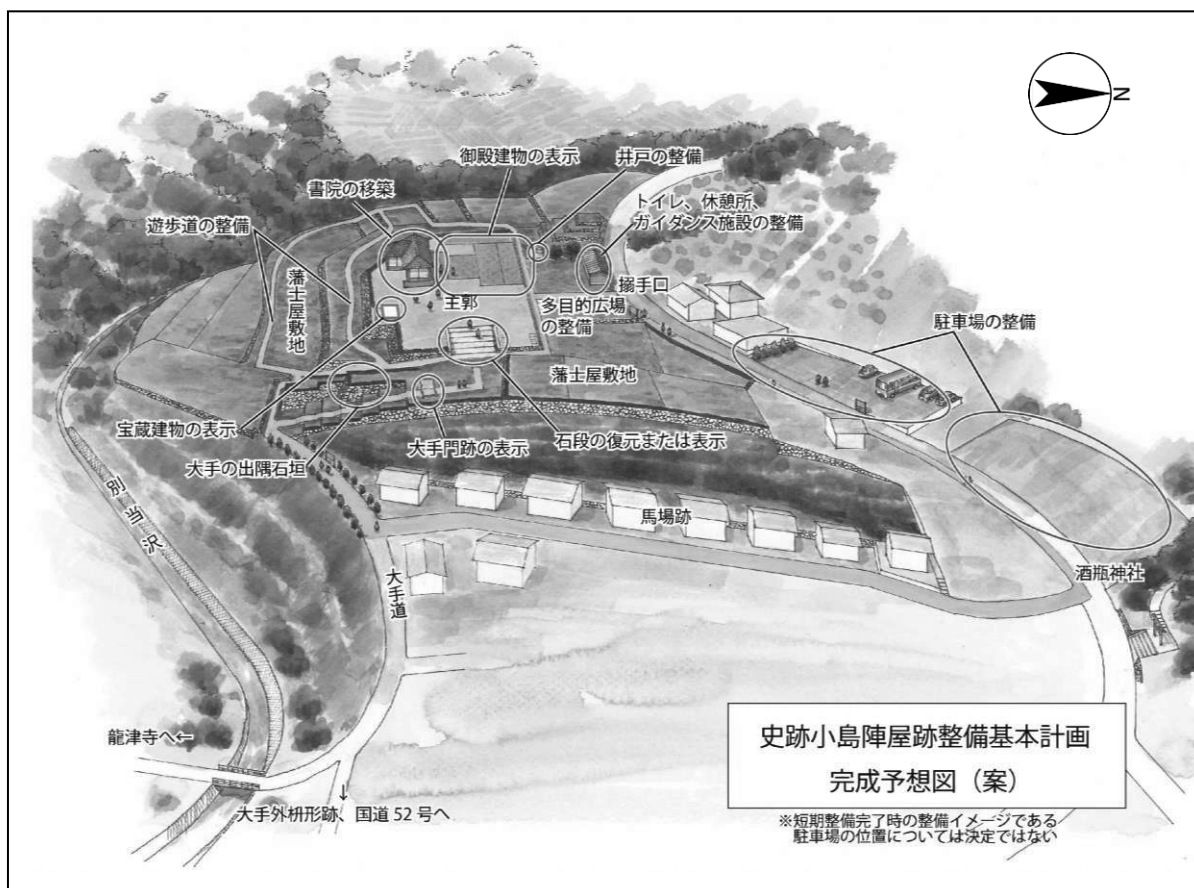 N
御殿建物の表示
井戸の整備
書院の移築
トイレ、休憩所、
ガイダンス施設の整備
遊歩道の整備
搦手口
藩士屋敷地
主郭
多目的広場
の整備
駐車場の整備
藩士屋敷地
宝蔵建物の表示
大手門跡の表示
石段の復元または表示
大手の出隅石垣
別当沢
馬場跡
大手道
酒瓶神社
龍津寺へ←
↓
大手外枡形跡、国道52号へ
史跡小島陣屋跡整備基本計画
完成予想図（案）
※短期整備完了時の整備イメージである
駐車場の位置については決定ではない